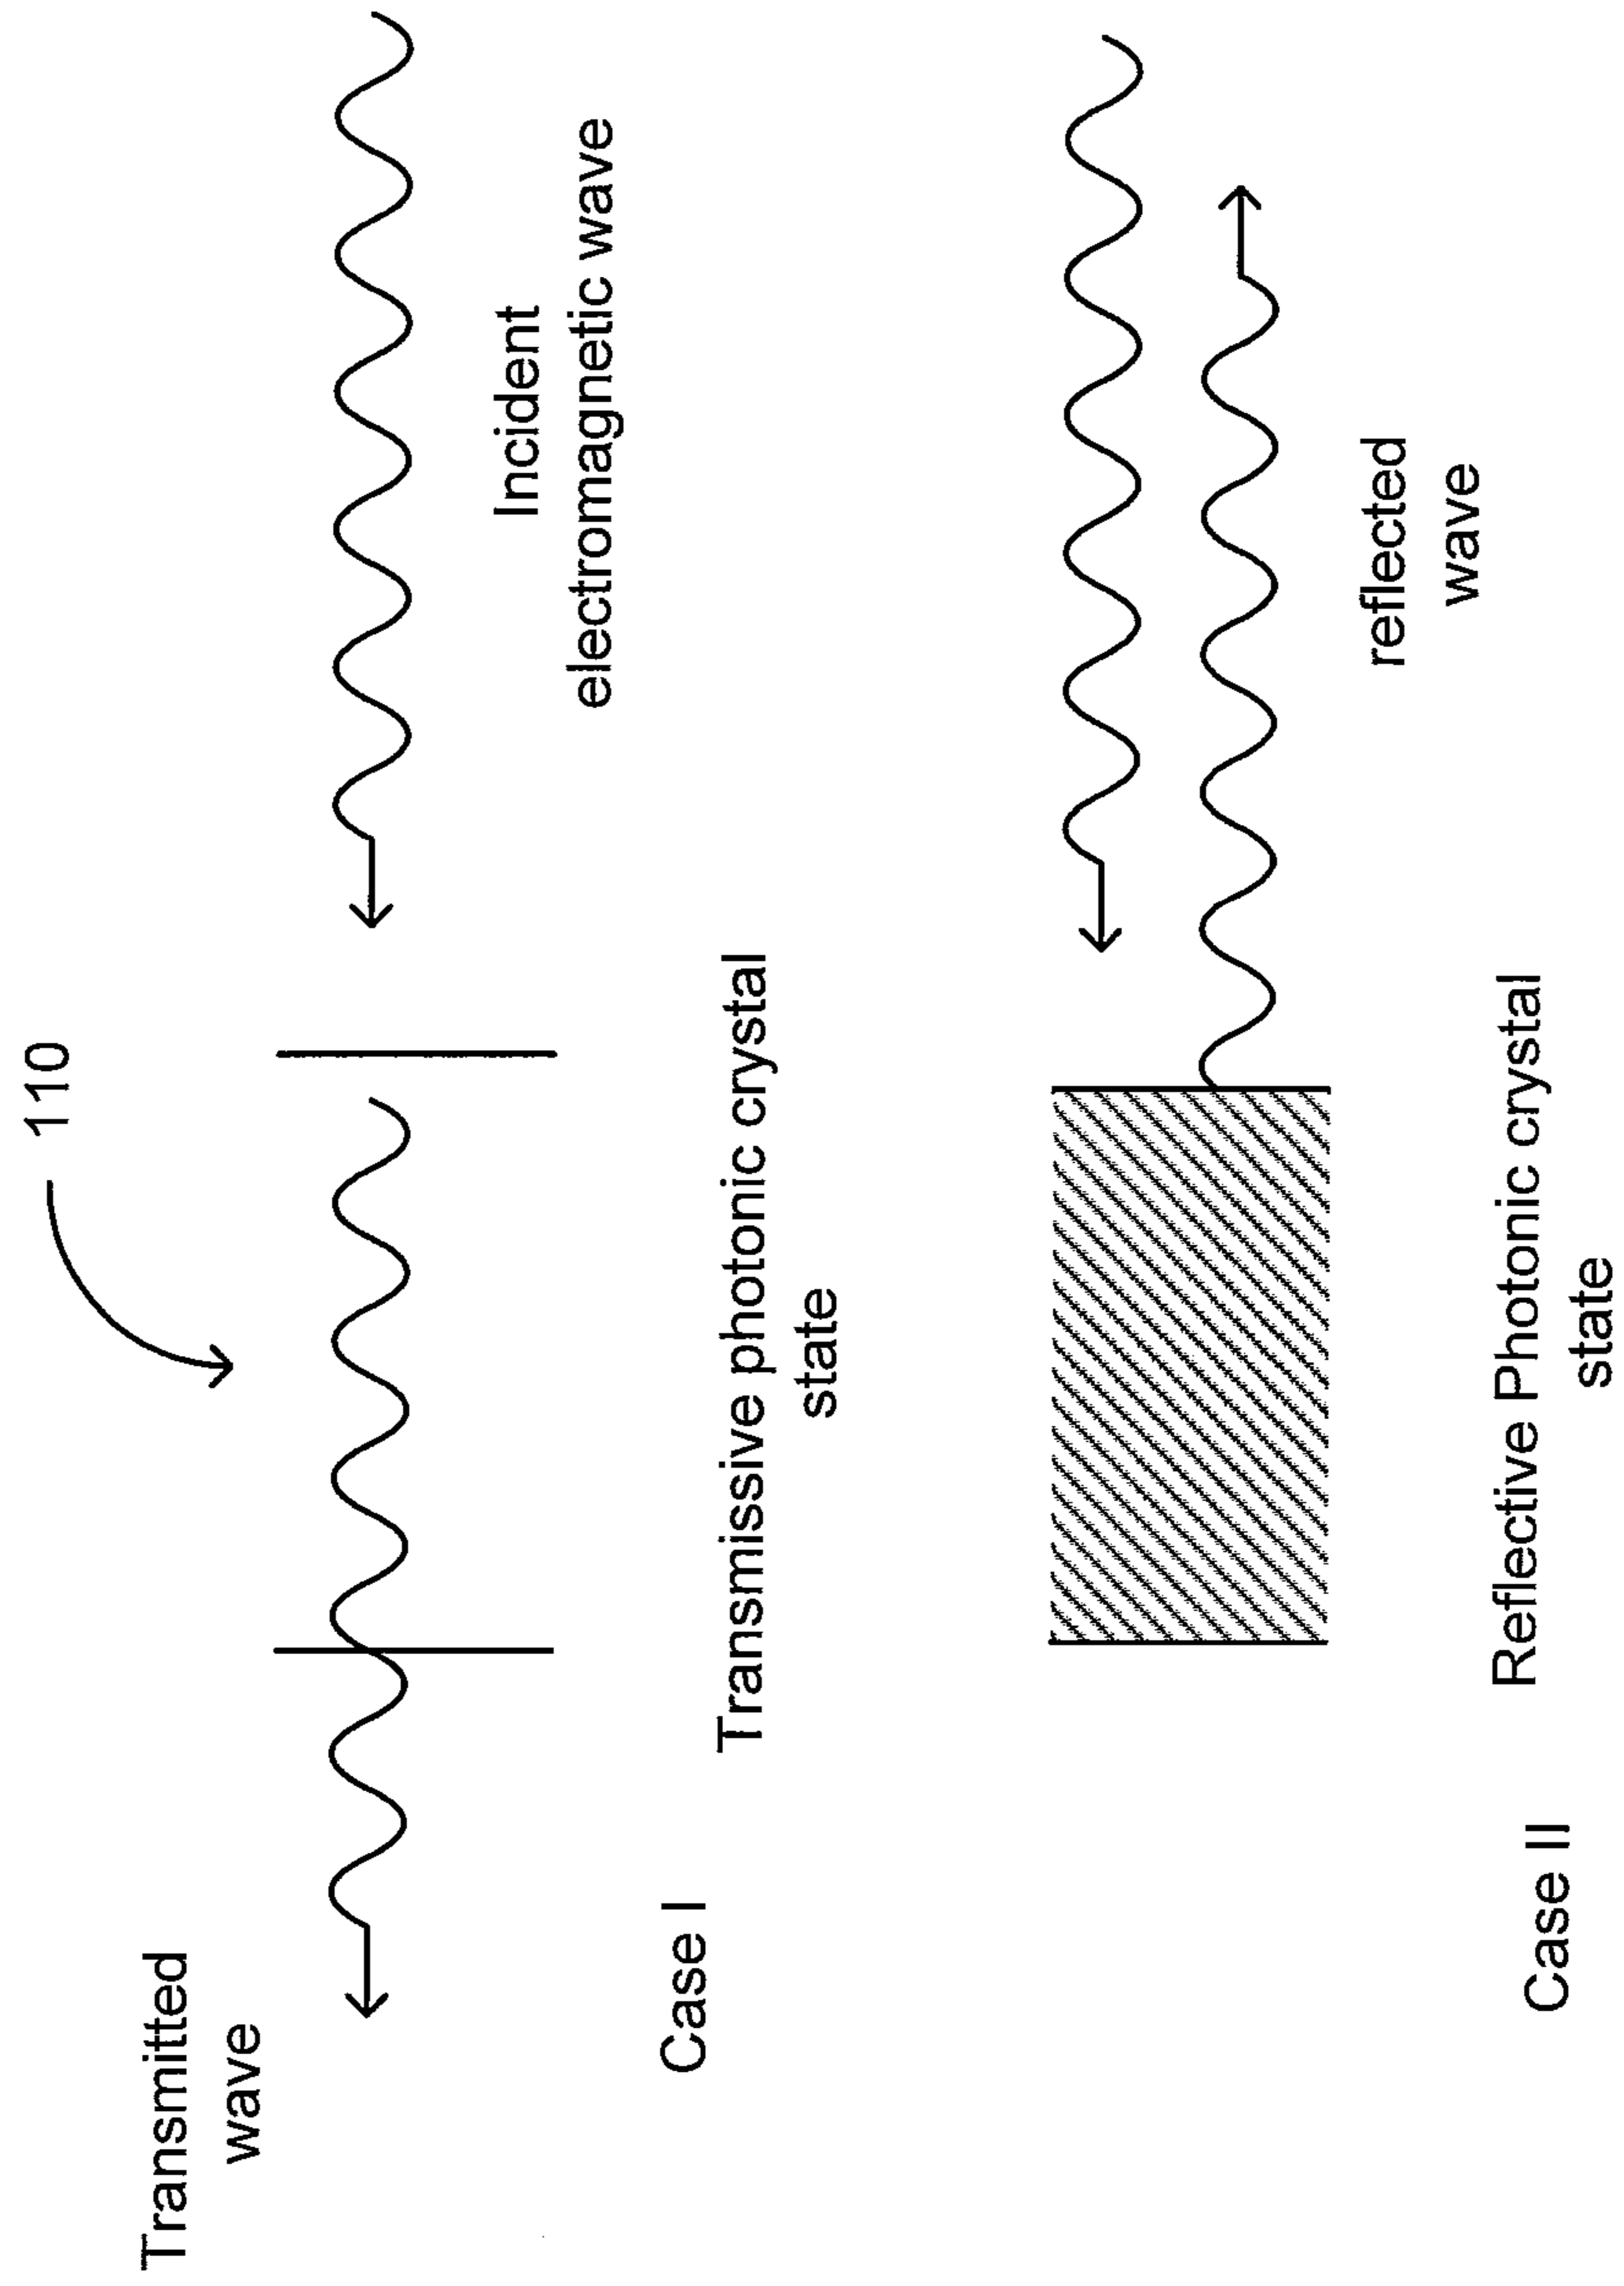 110
Transmitted
wave
Incident
electromagnetic wave
Case I
Transmissive photonic crystal
state
reflected
wave
Case II
Reflective Photonic crystal
state